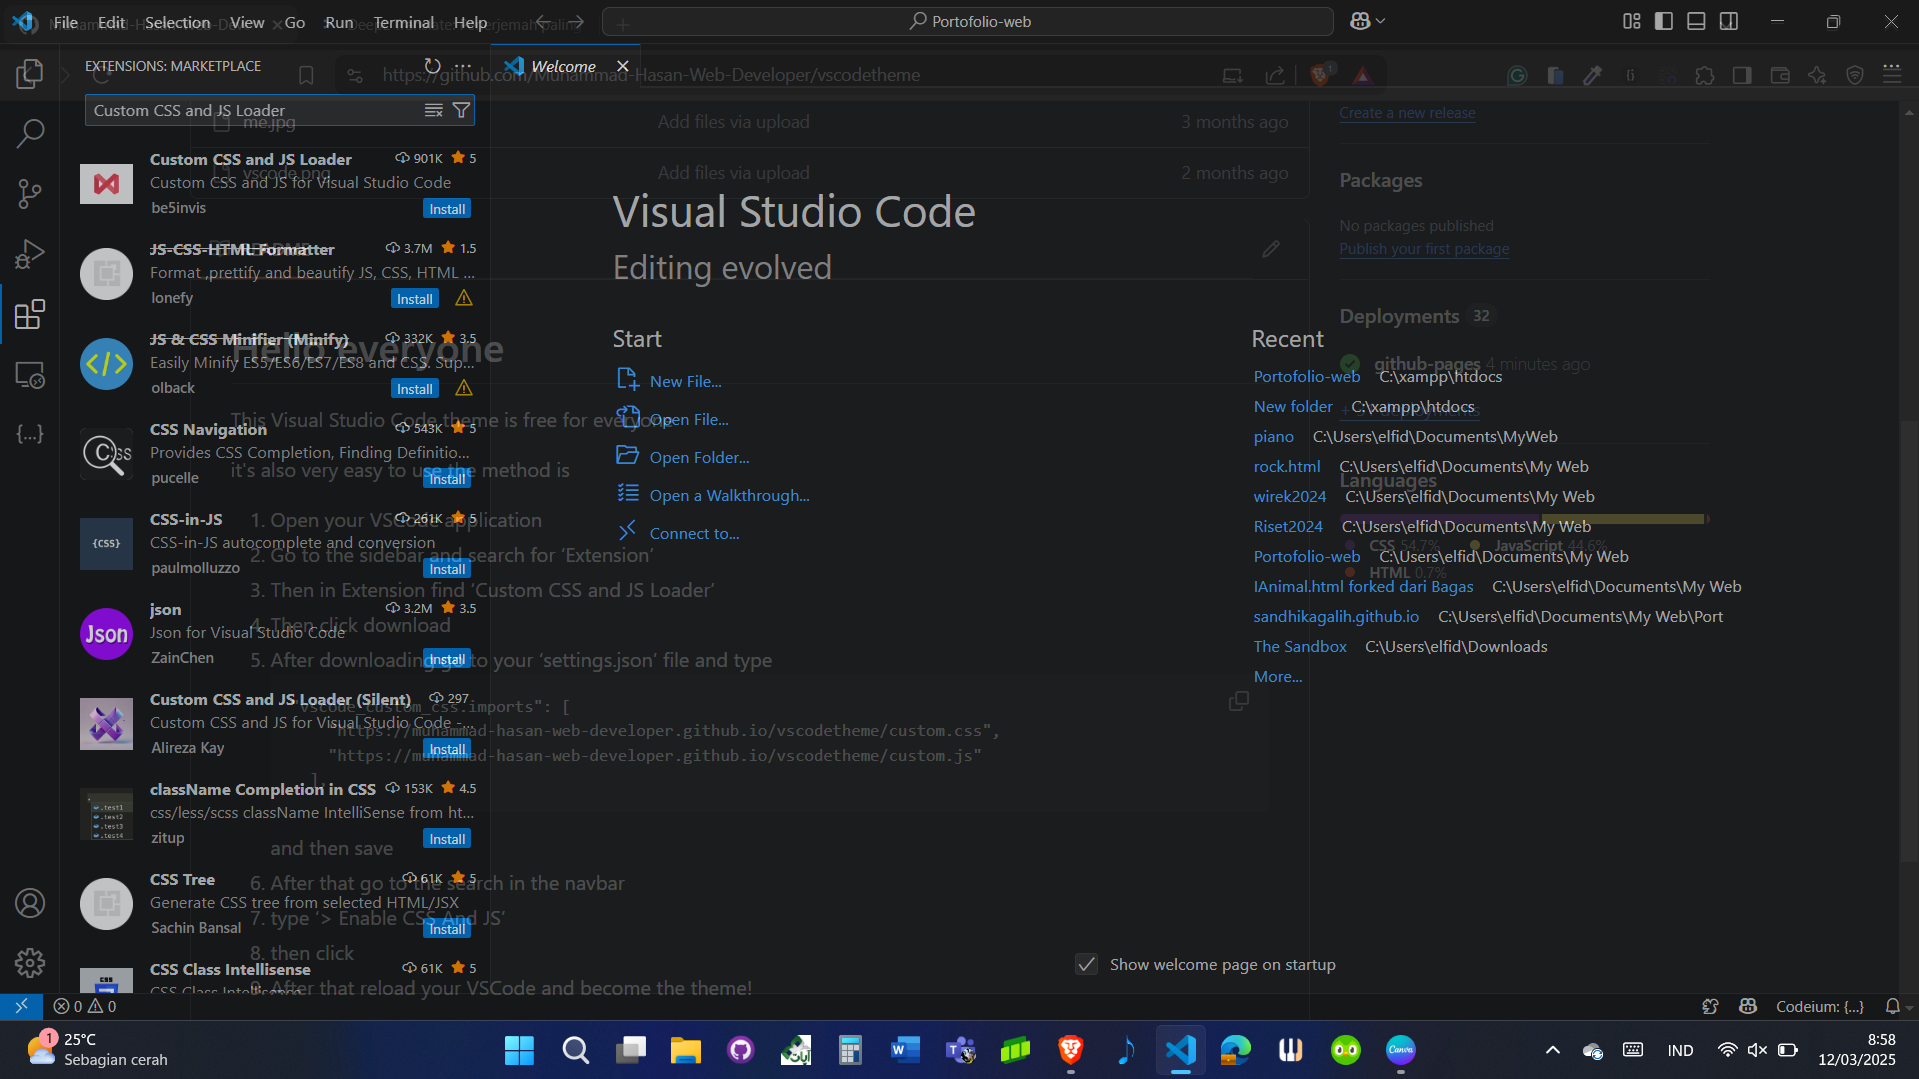 File Edit Selection View Go Run Terminal Help
Portofolio-web
EXTENSIONS: MARKETPLACE
Welcome
https://github.com/Muhammad-Hasan-Web-Developer/vscodetheme
Custom CSS and JS Loader
Custom CSS and JS Loader 901K 5
Custom CSS and JS for Visual Studio Code
be5invis Install
JS-CSS-HTML Formatter 3.7M 1.5
Format ,prettify and beautify JS, CSS, HTML ...
lonefy Install
JS & CSS Minifier (Minify) 332K 3.5
Easily Minify ES5/ES6/ES7/ES8 and CSS. Sup...
olback Install
CSS Navigation 543K 5
Provides CSS Completion, Finding Definitio...
pucelle Install
{css}
CSS-in-JS 261K 5
CSS-in-JS autocomplete and conversion
paulmolluzzo Install
Json
json 3.2M 3.5
Json for Visual Studio Code
ZainChen Install
Custom CSS and JS Loader (Silent) 297
Custom CSS and JS for Visual Studio Code -...
Alireza Kay Install
className Completion in CSS 153K 4.5
css/less/scss className IntelliSense from ht...
zitup Install
CSS Tree 61K 5
Generate CSS tree from selected HTML/JSX
Sachin Bansal Install
CSS Class Intellisense 61K 5
CSS Class Intellisense
Visual Studio Code
Editing evolved
Start
New File...
Open File...
Open Folder...
Open a Walkthrough...
Connect to...
Recent
Portofolio-web C:\xampp\htdocs
New folder C:\xampp\htdocs
piano C:\Users\elfid\Documents\MyWeb
rock.html C:\Users\elfid\Documents\My Web
wirek2024 C:\Users\elfid\Documents\My Web
Riset2024 C:\Users\elfid\Documents\My Web
Portofolio-web C:\Users\elfid\Documents\My Web
IAnimal.html forked dari Bagas C:\Users\elfid\Documents\My Web
sandhikagalih.github.io C:\Users\elfid\Documents\My Web\Port
The Sandbox C:\Users\elfid\Downloads
More...
Show welcome page on startup
me.jpg Add files via upload 3 months ago
vscode.png Add files via upload 2 months ago
README
Hello everyone
This Visual Studio Code theme is free for everyone
it's also very easy to use the method is
1. Open your VSCode application
2. Go to the sidebar and search for ‘Extension’
3. Then in Extension find ‘Custom CSS and JS Loader’
4. Then click download
5. After downloading go to your ‘settings.json’ file and type
"vscode_custom_css.imports": [
"https://muhammad-hasan-web-developer.github.io/vscodetheme/custom.css",
"https://muhammad-hasan-web-developer.github.io/vscodetheme/custom.js"
],
and then save
6. After that go to the search in the navbar
7. type ‘> Enable CSS And JS’
8. then click
9. After that reload your VSCode and become the theme!
Create a new release
Packages
No packages published
Publish your first package
Deployments 32
github-pages 4 minutes ago
deployments
Languages
CSS 54.7% JavaScript 44.6%
HTML 0.7%
0 0
Codeium: {...}
1
25°C
Sebagian cerah
Canva
IND
8:58
12/03/2025